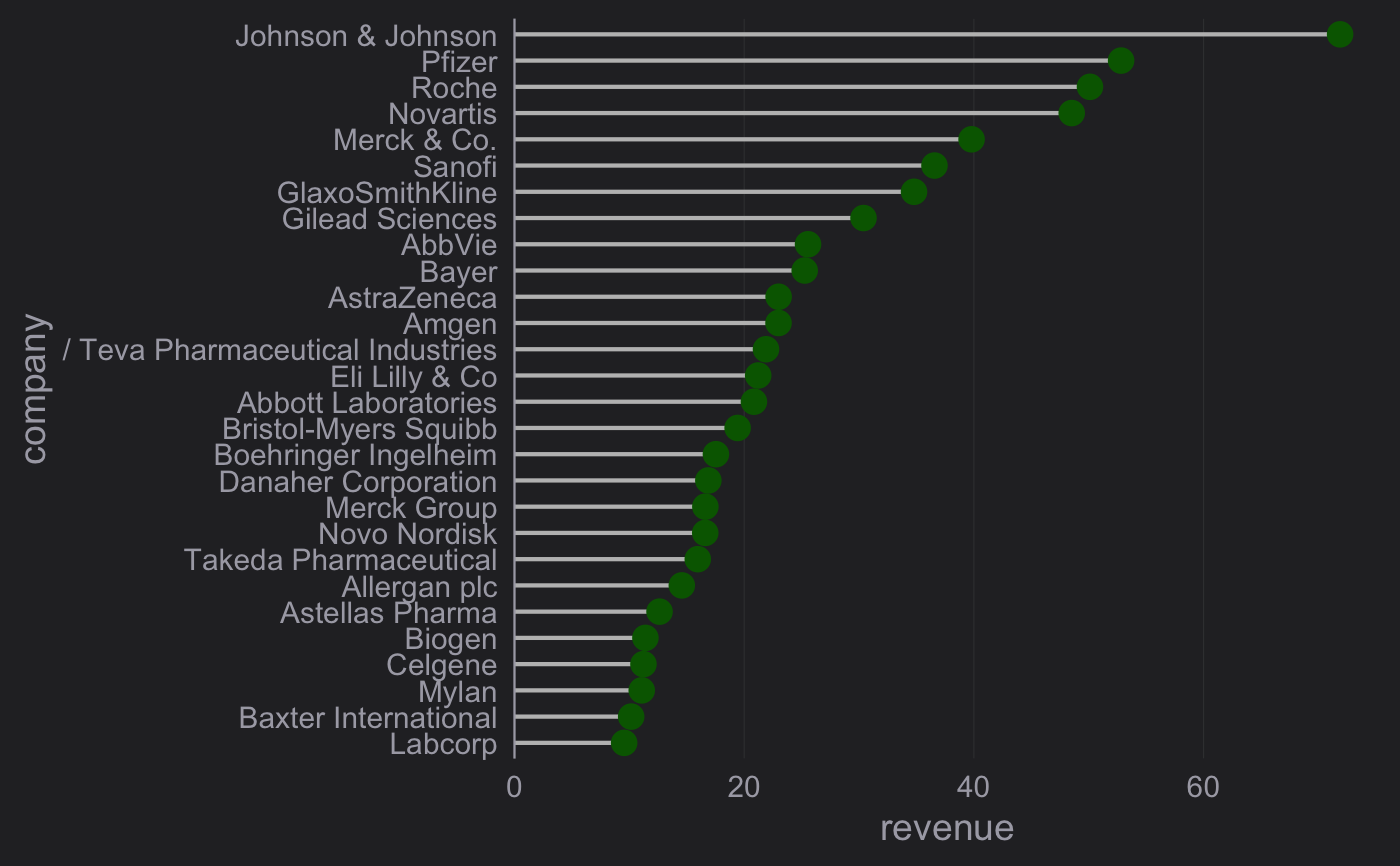 Johnson & Johnson
Pfizer
Roche
Novartis
Merck & Co.
Sanofi
GlaxoSmithKline
Gilead Sciences
AbbVie
Bayer
AstraZeneca
Amgen
/ Teva Pharmaceutical Industries
Eli Lilly & Co
Abbott Laboratories
Bristol-Myers Squibb
Boehringer Ingelheim
Danaher Corporation
Merck Group
Novo Nordisk
Takeda Pharmaceutical
Allergan plc
Astellas Pharma
Biogen
Celgene
Mylan
Baxter International
Labcorp
company
0 20 40 60
revenue